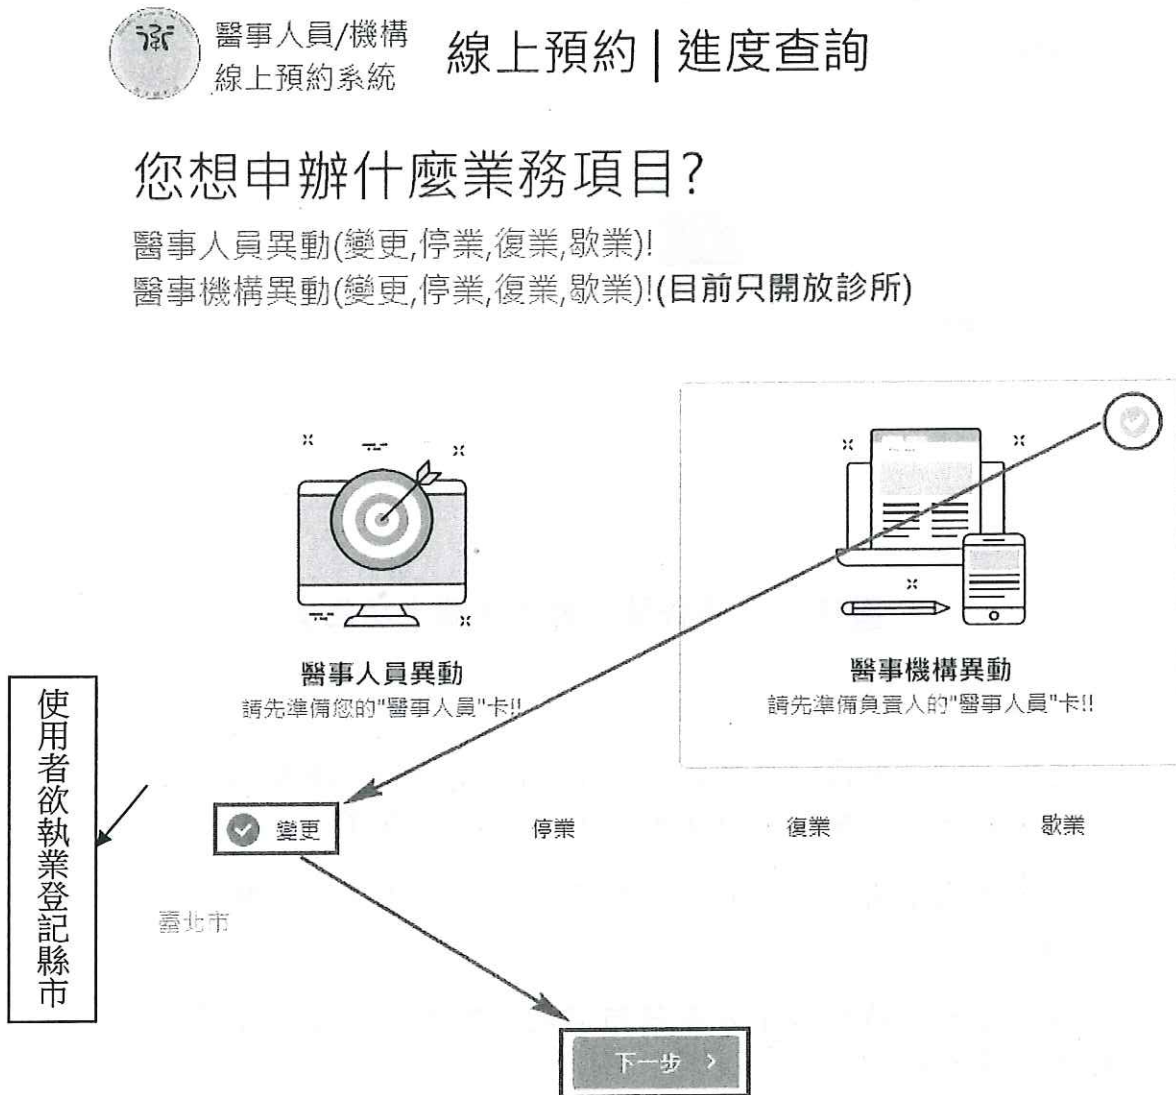 醫事人員/機構
線上預約系統
線上預約 | 進度查詢
您想申辦什麼業務項目?
醫事人員異動(變更,停業,復業,歇業)!
醫事機構異動(變更,停業,復業,歇業)!(目前只開放診所)
醫事人員異動
請先準備您的"醫事人員"卡!!
醫事機構異動
請先準備負責人的"醫事人員"卡!!
使用者欲執業登記縣市
變更
停業
復業
歇業
臺北市
下一步 >